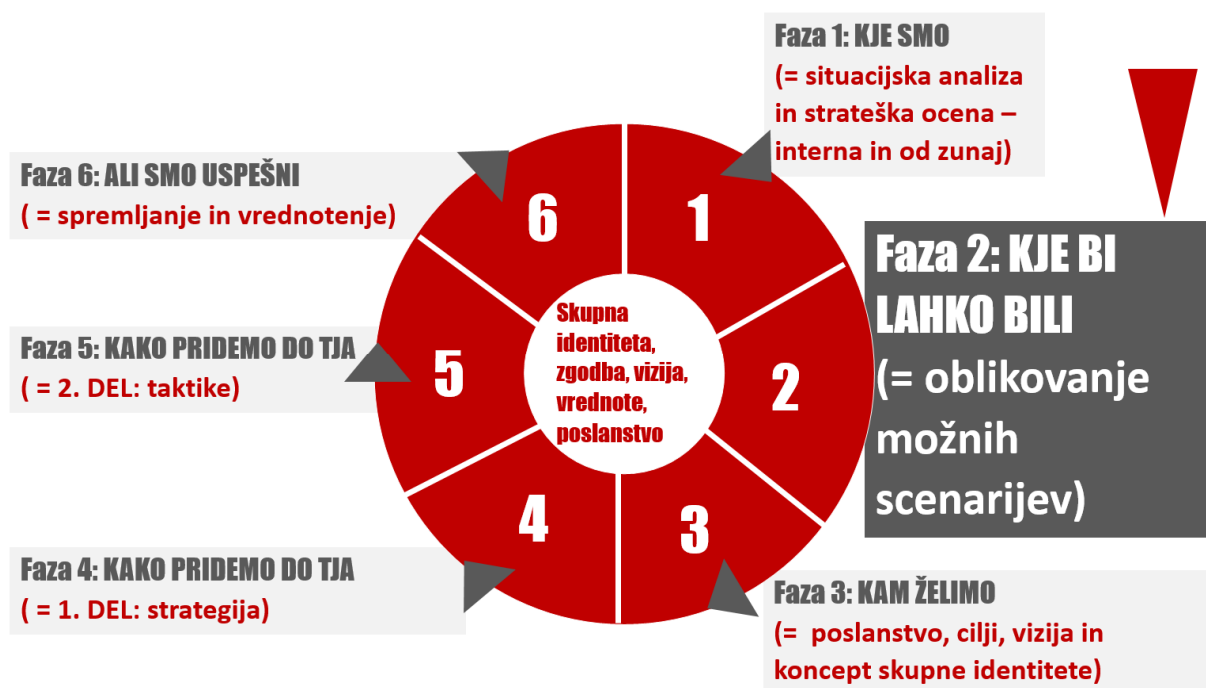 Faza 1: KJE SMO
(= situacijska analiza
in strateška ocena –
interna in od zunaj)
Faza 6: ALI SMO USPEŠNI
( = spremljanje in vrednotenje)
6
1
Faza 2: KJE BI
LAHKO BILI
(= oblikovanje
možnih
scenarijev)
Skupna
identiteta,
zgodba, vizija,
vrednote,
poslanstvo
Faza 5: KAKO PRIDEMO DO TJA
( = 2. DEL: taktike)
5
2
4
3
Faza 4: KAKO PRIDEMO DO TJA
( = 1. DEL: strategija)
Faza 3: KAM ŽELIMO
(=  poslanstvo, cilji, vizija in
koncept skupne identitete)